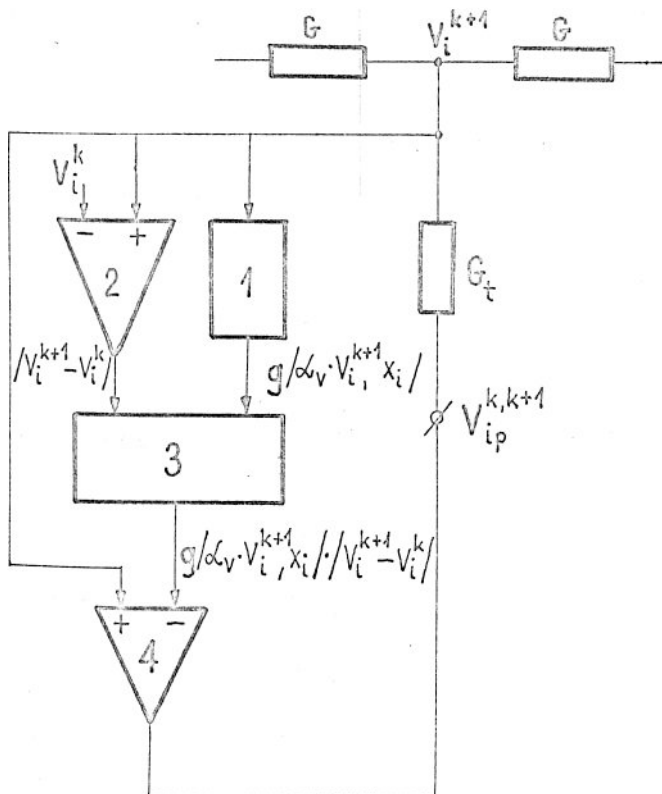 G V_i^{k+1} G
V_i^k
- +
2 1 G_t
/V_i^{k+1}-V_i^k/ g/α_v·V_i^{k+1}, x_i/
V_{ip}^{k,k+1}
3
g/α_v·V_i^{k+1}, x_i/·/V_i^{k+1}-V_i^k/
+ -
4